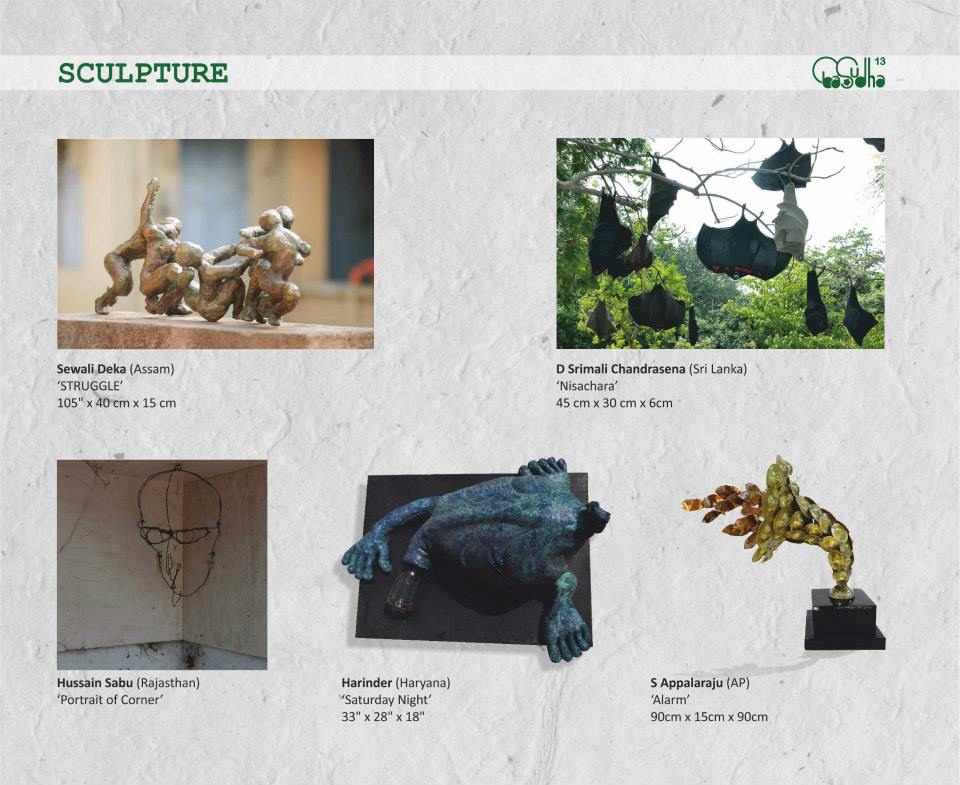 SCULPTURE
13
Sewali Deka (Assam)
‘STRUGGLE’
105" x 40 cm x 15 cm
D Srimali Chandrasena (Sri Lanka)
‘Nisachara’
45 cm x 30 cm x 6cm
Hussain Sabu (Rajasthan)
‘Portrait of Corner’
Harinder (Haryana)
‘Saturday Night’
33" x 28" x 18"
S Appalaraju (AP)
‘Alarm’
90cm x 15cm x 90cm